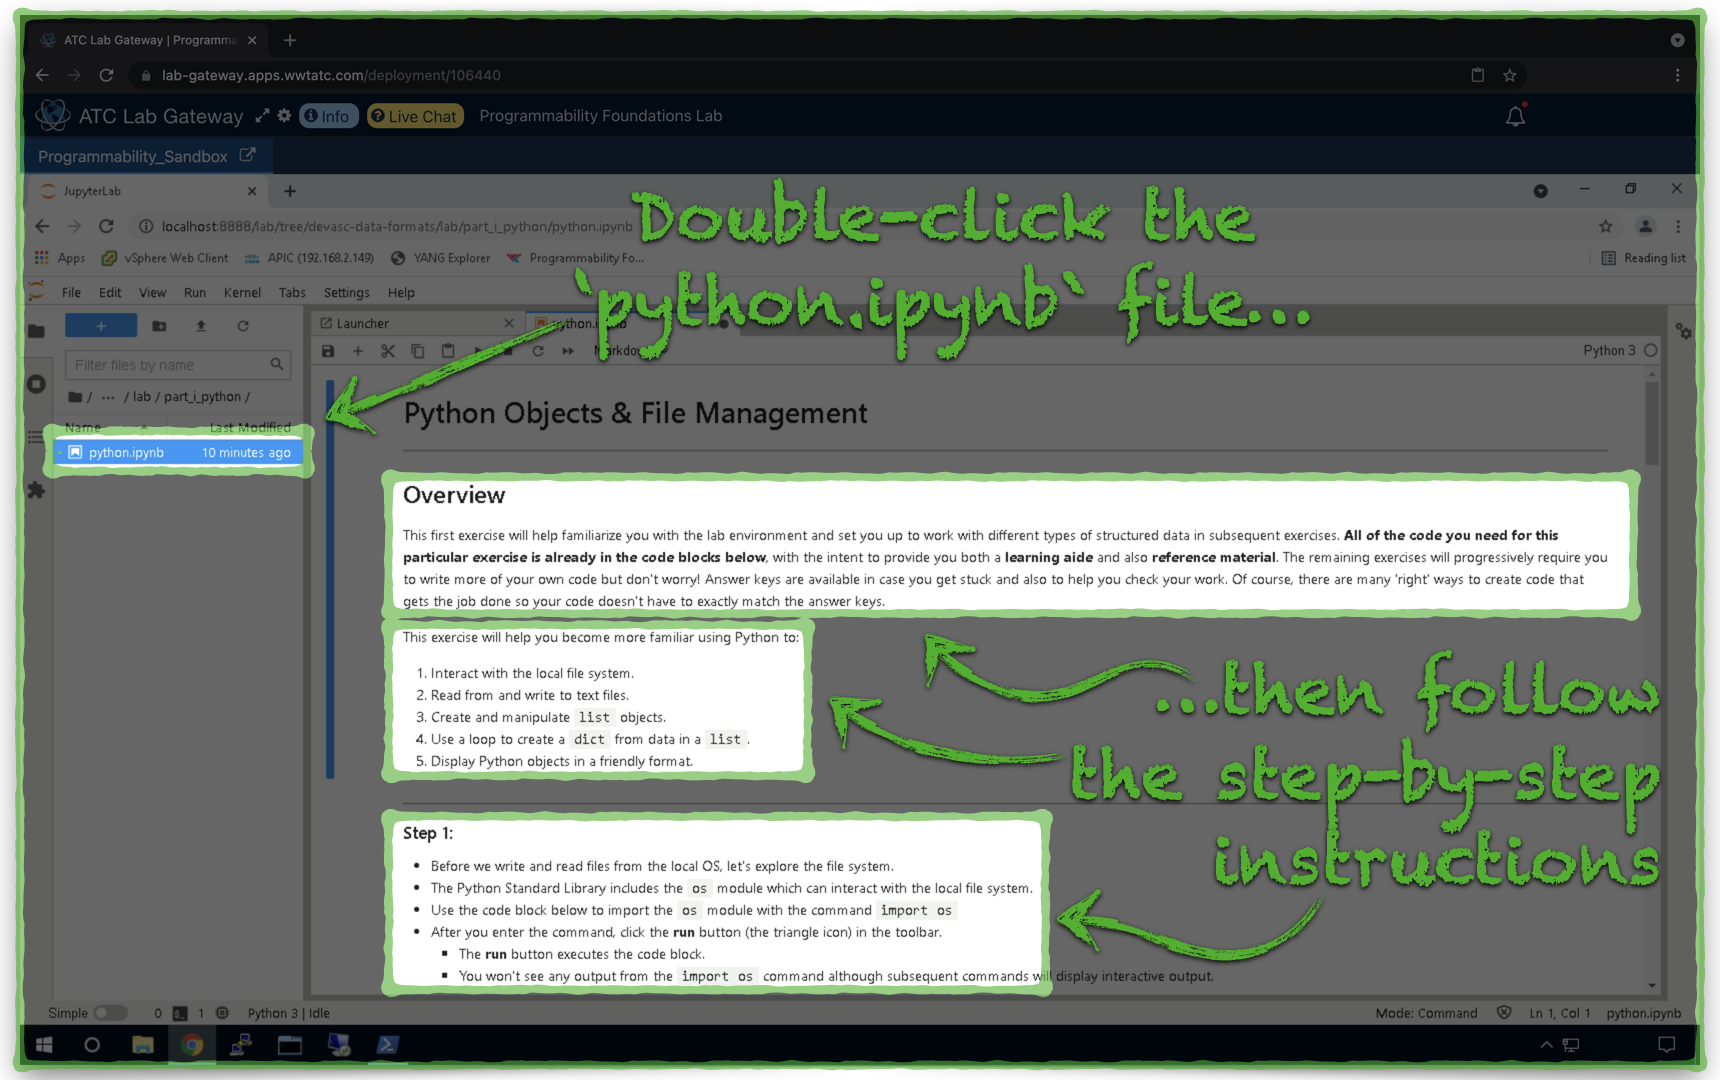 ATC Lab Gateway | Programma
lab-gateway.apps.wwtatc.com/deployment/106440
ATC Lab Gateway Info Live Chat Programmability Foundations Lab
Programmability_Sandbox
JupyterLab
localhost:8888/lab/tree/devasc-data-formats/lab/part_i_python/python.ipynb
Apps vSphere Web Client APIC (192.168.2.149) YANG Explorer Programmability Fo... Reading list
Double-click the
`python.ipynb` file...
File Edit View Run Kernel Tabs Settings Help
Launcher
Filter files by name
Python 3
/ ... / lab / part_i_python /
Name Last Modified
python.ipynb 10 minutes ago
Python Objects & File Management
Overview
This first exercise will help familiarize you with the lab environment and set you up to work with different types of structured data in subsequent exercises. All of the code you need for this
particular exercise is already in the code blocks below, with the intent to provide you both a learning aide and also reference material. The remaining exercises will progressively require you
to write more of your own code but don't worry! Answer keys are available in case you get stuck and also to help you check your work. Of course, there are many 'right' ways to create code that
gets the job done so your code doesn't have to exactly match the answer keys.
This exercise will help you become more familiar using Python to:
1. Interact with the local file system.
2. Read from and write to text files.
3. Create and manipulate list objects.
4. Use a loop to create a dict from data in a list.
5. Display Python objects in a friendly format.
...then follow
the step-by-step
instructions
Step 1:
Before we write and read files from the local OS, let's explore the file system.
The Python Standard Library includes the os module which can interact with the local file system.
Use the code block below to import the os module with the command import os
After you enter the command, click the run button (the triangle icon) in the toolbar.
The run button executes the code block.
You won't see any output from the import os command although subsequent commands will display interactive output.
Simple 0 1 Python 3 | Idle Mode: Command Ln 1, Col 1 python.ipynb